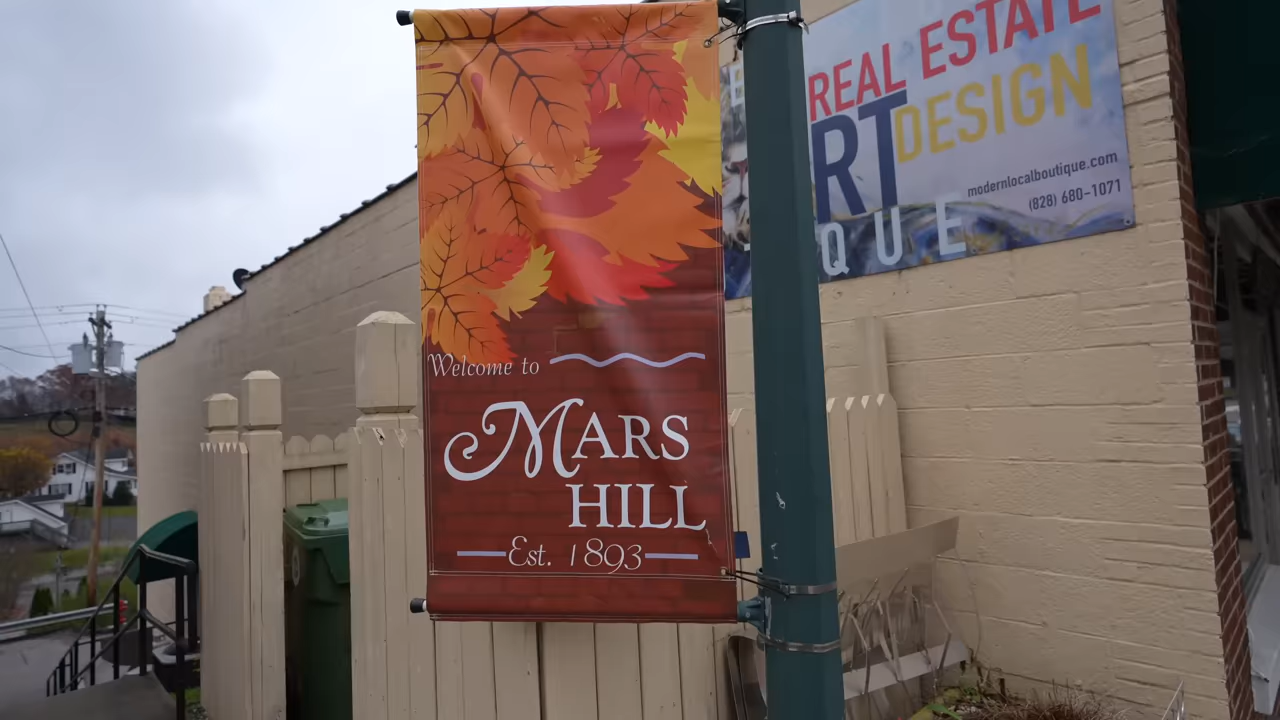 Welcome to
MARS
HILL
Est. 1893
REAL ESTATE
RT DESIGN
modernlocalboutique.com
(828) 680-1071
QUE